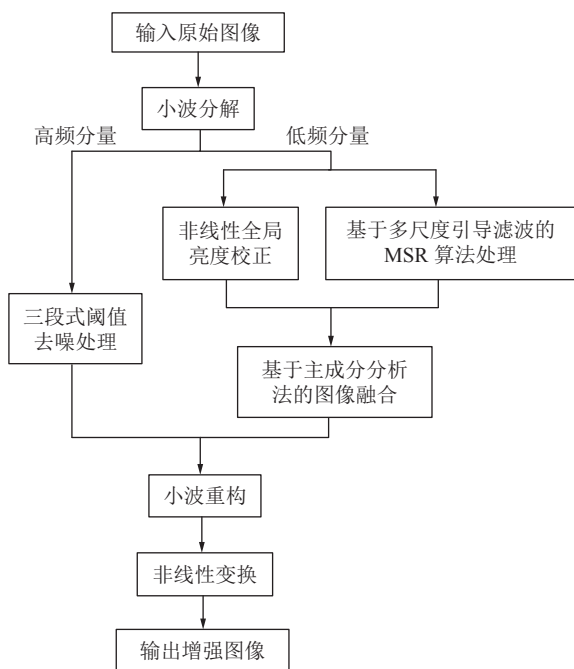 输入原始图像
小波分解
高频分量
低频分量
非线性全局
亮度校正
基于多尺度引导滤波的
MSR 算法处理
三段式阈值
去噪处理
基于主成分分析
法的图像融合
小波重构
非线性变换
输出增强图像